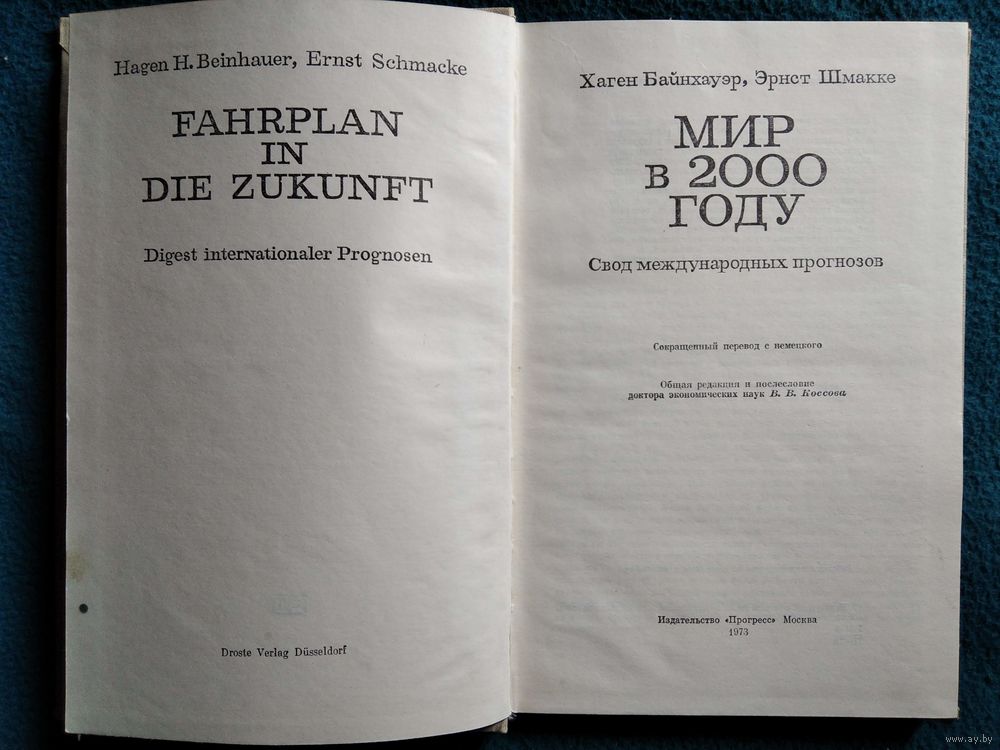 Hagen H. Beinhauer, Ernst Schmacke
FAHRPLAN
IN
DIE ZUKUNFT
Digest internationaler Prognosen
Droste Verlag Düsseldorf
Хаген Байнхауэр, Эрнст Шмакке
МИР
в 2000
ГОДУ
Свод международных прогнозов
Сокращенный перевод с немецкого
Общая редакция и послесловие
доктора экономических наук В. В. Коссова
Издательство «Прогресс» Москва
1973
www.ay.by